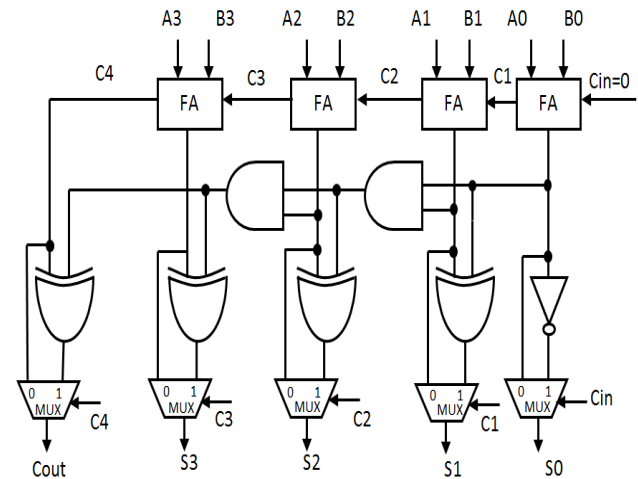 A3 B3 A2 B2 A1 B1 A0 B0
C4 C3 C2 C1 Cin=0
FA FA FA FA
0 1 0 1 0 1 0 1 0 1
MUX MUX MUX MUX MUX
C4 C3 C2 C1 Cin
Cout S3 S2 S1 S0